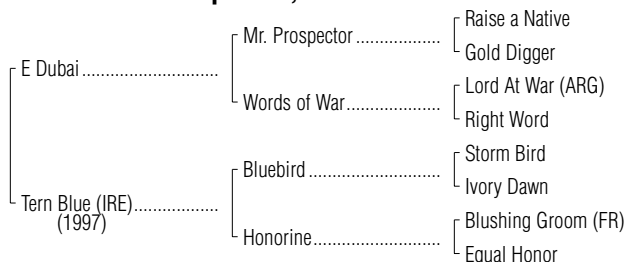 Raise a Native
Mr. Prospector
Gold Digger
E Dubai
Lord At War (ARG)
Words of War
Right Word
Storm Bird
Bluebird
Ivory Dawn
Tern Blue (IRE)
(1997)
Blushing Groom (FR)
Honorine
Equal Honor